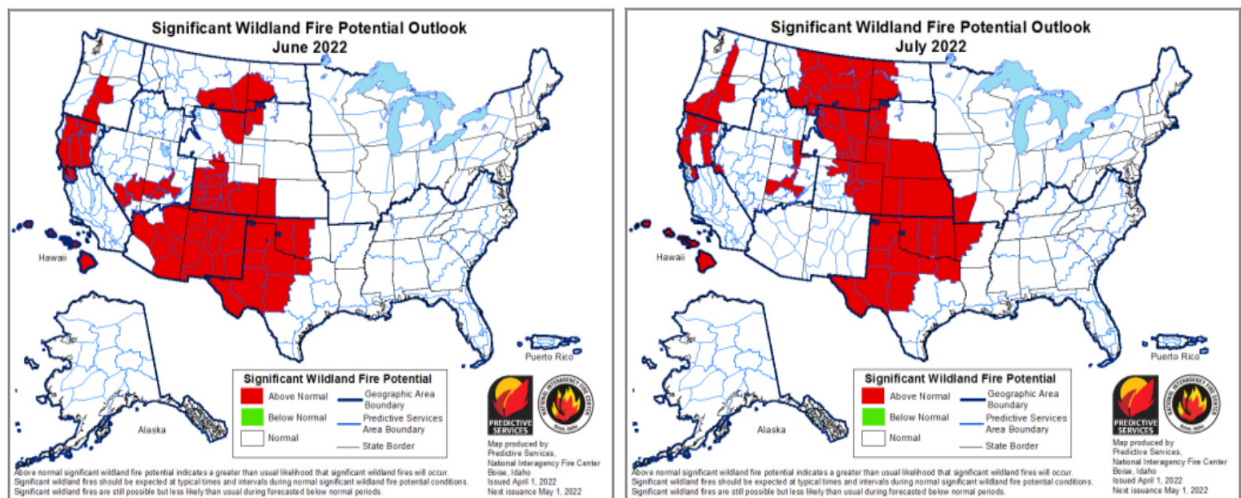 Significant Wildland Fire Potential Outlook
June 2022
Hawaii
Alaska
Puerto Rico
Significant Wildland Fire Potential
Above Normal
Below Normal
Normal
Geographic Area
Boundary
Predictive Services
Area Boundary
State Border
PREDICTIVE
SERVICES
NATIONAL INTERAGENCY FIRE CENTER
Map produced by
Predictive Services,
National Interagency Fire Center
Boise, Idaho
Issued April 1, 2022
Next issuance May 1, 2022
Above normal significant wildland fire potential indicates a greater than usual likelihood that significant wildland fires will occur.
Significant wildland fires should be expected at typical times and intervals during normal significant wildland fire potential conditions.
Significant wildland fires are still possible but less likely than usual during forecasted below normal periods.
Significant Wildland Fire Potential Outlook
July 2022
Hawaii
Alaska
Puerto Rico
Significant Wildland Fire Potential
Above Normal
Below Normal
Normal
Geographic Area
Boundary
Predictive Services
Area Boundary
State Border
PREDICTIVE
SERVICES
NATIONAL INTERAGENCY FIRE CENTER
Map produced by
Predictive Services,
National Interagency Fire Center
Boise, Idaho
Issued April 1, 2022
Next issuance May 1, 2022
Above normal significant wildland fire potential indicates a greater than usual likelihood that significant wildland fires will occur.
Significant wildland fires should be expected at typical times and intervals during normal significant wildland fire potential conditions.
Significant wildland fires are still possible but less likely than usual during forecasted below normal periods.